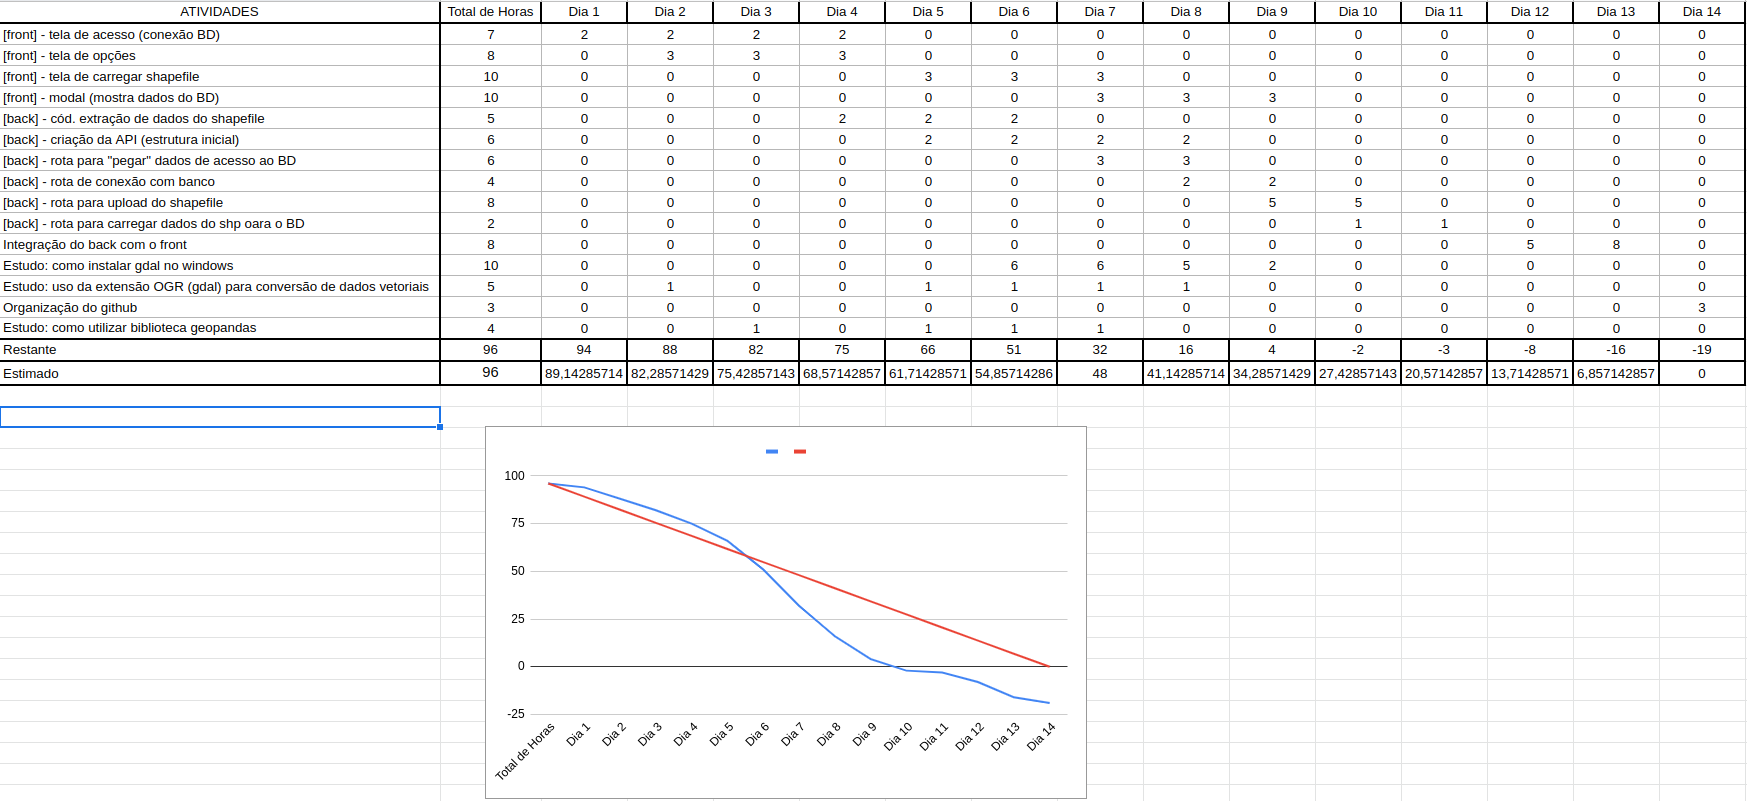 ATIVIDADES Total de Horas Dia 1 Dia 2 Dia 3 Dia 4 Dia 5 Dia 6 Dia 7 Dia 8 Dia 9 Dia 10 Dia 11 Dia 12 Dia 13 Dia 14
[front] - tela de acesso (conexão BD) 7 2 2 2 2 0 0 0 0 0 0 0 0 0 0
[front] - tela de opções 8 0 3 3 3 0 0 0 0 0 0 0 0 0 0
[front] - tela de carregar shapefile 10 0 0 0 0 3 3 3 0 0 0 0 0 0 0
[front] - modal (mostra dados do BD) 10 0 0 0 0 0 0 3 3 3 0 0 0 0 0
[back] - cód. extração de dados do shapefile 5 0 0 0 2 2 2 0 0 0 0 0 0 0 0
[back] - criação da API (estrutura inicial) 6 0 0 0 0 2 2 2 2 0 0 0 0 0 0
[back] - rota para "pegar" dados de acesso ao BD 6 0 0 0 0 0 0 3 3 0 0 0 0 0 0
[back] - rota de conexão com banco 4 0 0 0 0 0 0 0 2 2 0 0 0 0 0
[back] - rota para upload do shapefile 8 0 0 0 0 0 0 0 0 5 5 0 0 0 0
[back] - rota para carregar dados do shp oara o BD 2 0 0 0 0 0 0 0 0 0 1 1 0 0 0
Integração do back com o front 8 0 0 0 0 0 0 0 0 0 0 0 5 8 0
Estudo: como instalar gdal no windows 10 0 0 0 0 0 6 6 5 2 0 0 0 0 0
Estudo: uso da extensão OGR (gdal) para conversão de dados vetoriais 5 0 1 0 0 1 1 1 1 0 0 0 0 0 0
Organização do github 3 0 0 0 0 0 0 0 0 0 0 0 0 0 3
Estudo: como utilizar biblioteca geopandas 4 0 0 1 0 1 1 1 0 0 0 0 0 0 0
Restante 96 94 88 82 75 66 51 32 16 4 -2 -3 -8 -16 -19
Estimado 96 89,14285714 82,28571429 75,42857143 68,57142857 61,71428571 54,85714286 48 41,14285714 34,28571429 27,42857143 20,57142857 13,71428571 6,857142857 0
100
75
50
25
0
-25
Total de Horas Dia 1 Dia 2 Dia 3 Dia 4 Dia 5 Dia 6 Dia 7 Dia 8 Dia 9 Dia 10 Dia 11 Dia 12 Dia 13 Dia 14